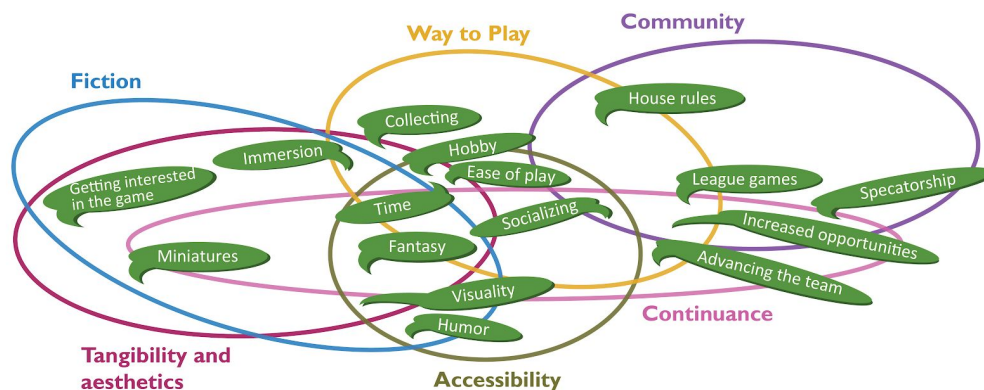 Community
Way to Play
Fiction
House rules
Collecting
Hobby
Immersion
Ease of play
League games
Specatorship
Getting interested
in the game
Time
Socializing
Increased opportunities
Fantasy
Miniatures
Advancing the team
Visuality
Continuance
Humor
Tangibility and
aesthetics
Accessibility